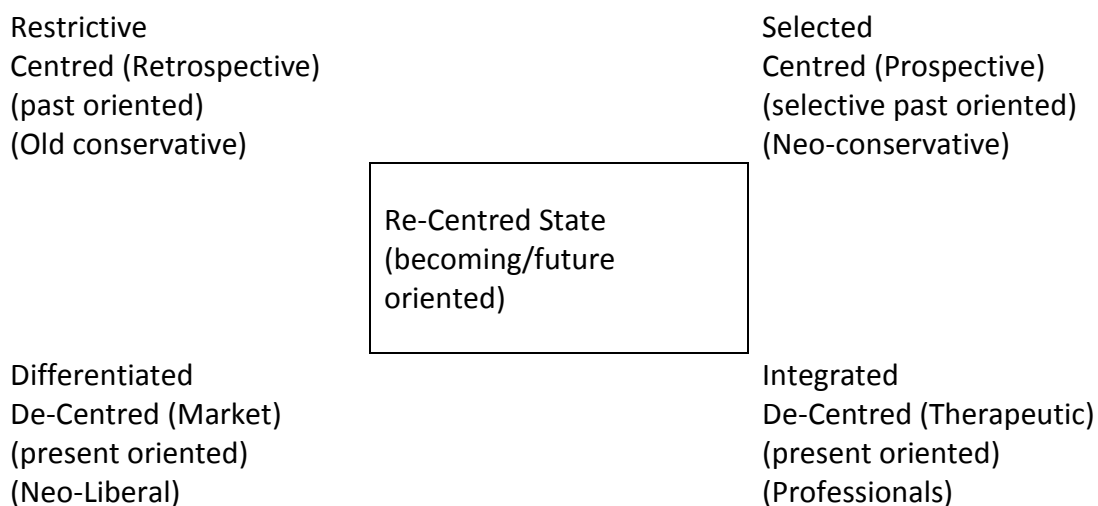 Restrictive
Centred (Retrospective)
(past oriented)
(Old conservative)
Selected
Centred (Prospective)
(selective past oriented)
(Neo-conservative)
Re-Centred State
(becoming/future
oriented)
Differentiated
De-Centred (Market)
(present oriented)
(Neo-Liberal)
Integrated
De-Centred (Therapeutic)
(present oriented)
(Professionals)